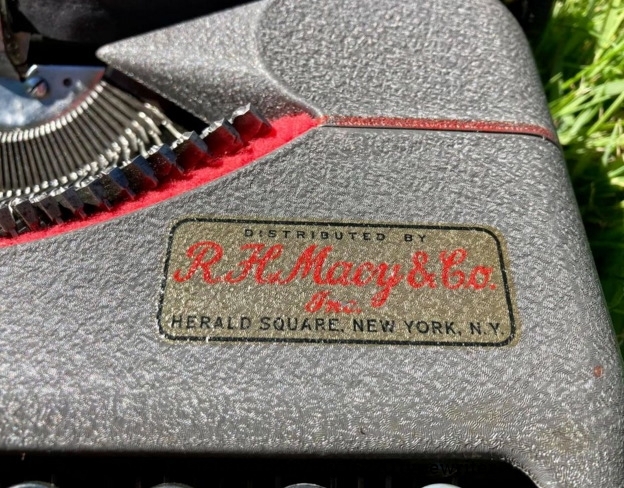 DISTRIBUTED BY
R.H.Macy & Co.
Inc.
HERALD SQUARE, NEW YORK, N.Y.